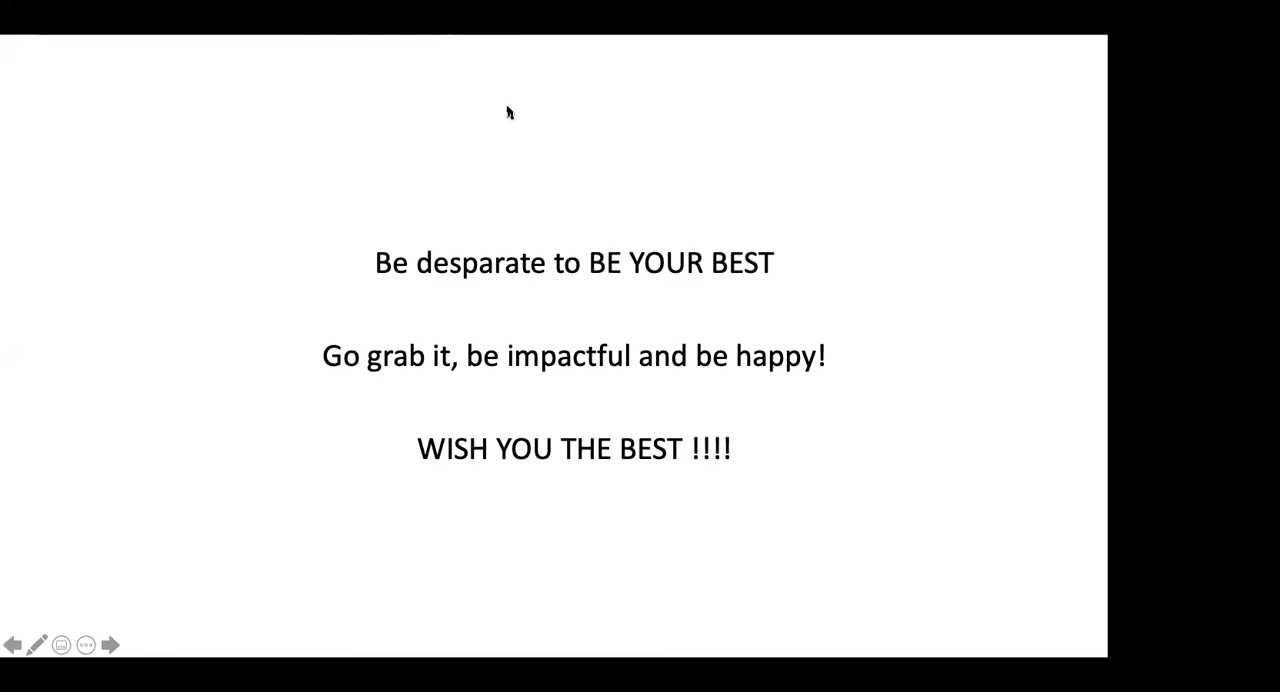 Be desparate to BE YOUR BEST
Go grab it, be impactful and be happy!
WISH YOU THE BEST !!!!